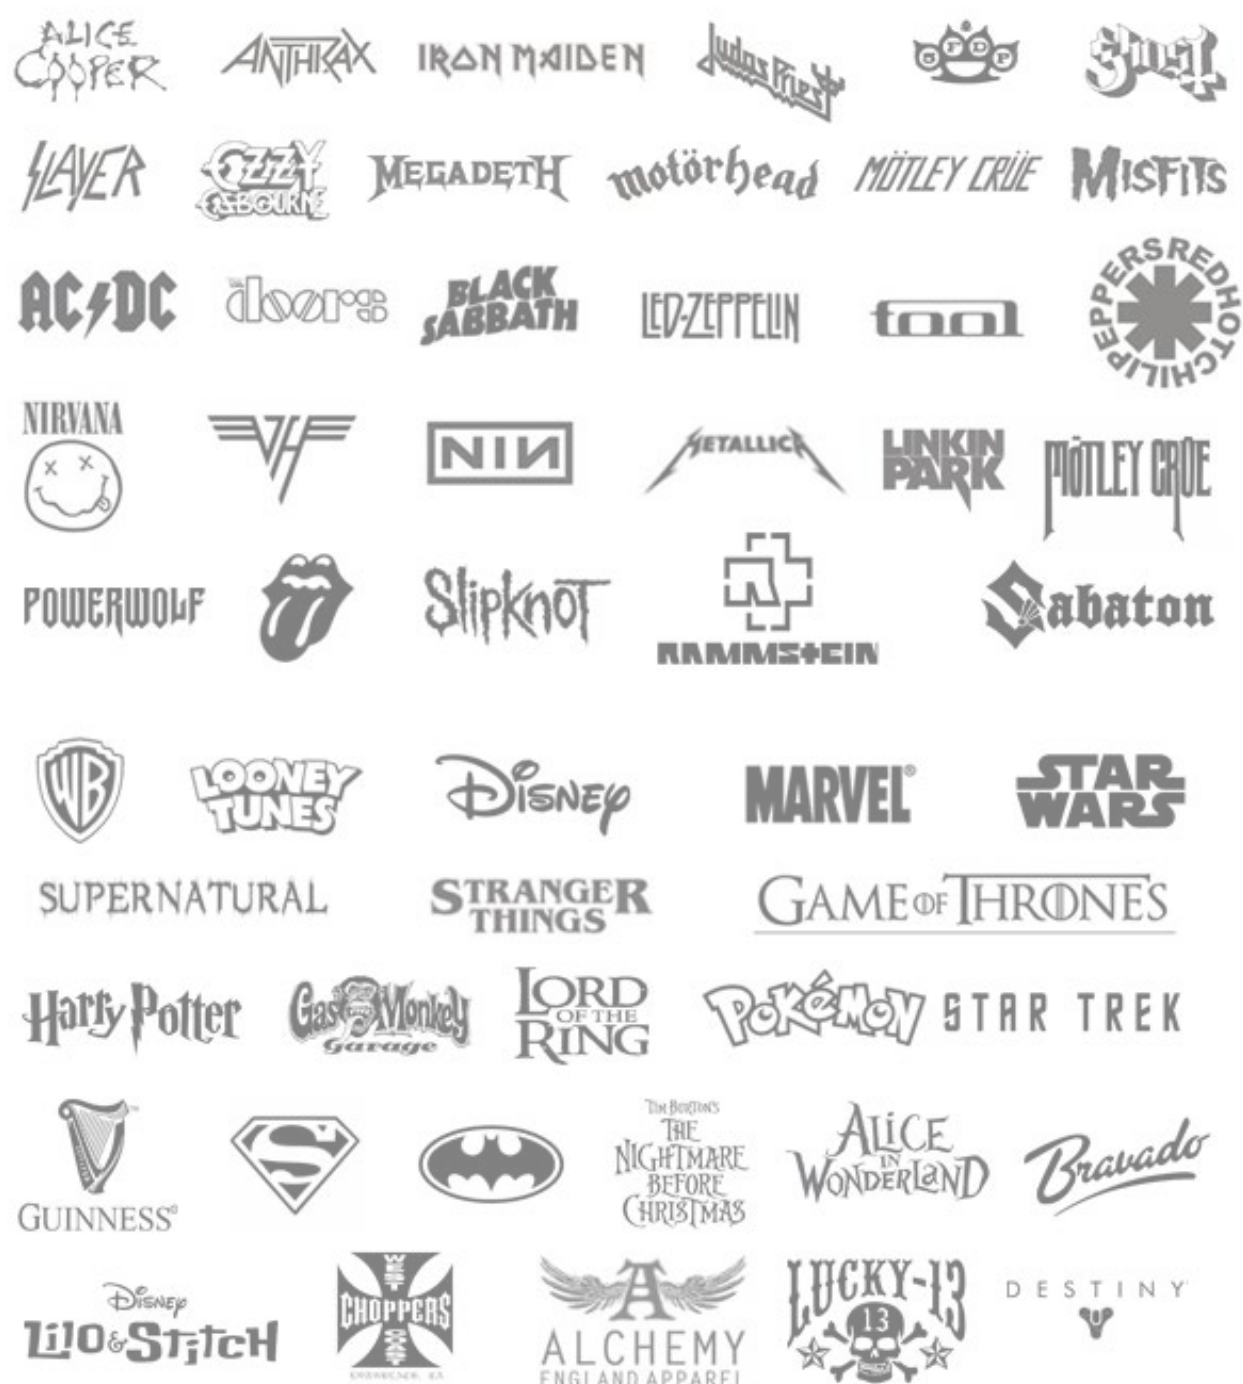 ALICE
COOPER
ANTHRAX
IRON MAIDEN
Judas Priest
5FDP
Ghost
SLAYER
OZZY
OSBOURNE
MEGADETH
motörhead
MÖTLEY CRÜE
MISFITS
AC DC
THE
doors
BLACK
SABBATH
LED-ZEPPELIN
tool
RED HOT CHILI PEPPERS
NIRVANA
VH
NIN
METALLICA
LINKIN
PARK
MÖTLEY CRÜE
POWERWOLF
SlipKnoT
RAMMSTEIN
Sabaton
WB
LOONEY
TUNES
DISNEY
MARVEL®
STAR
WARS
SUPERNATURAL
STRANGER
THINGS
GAME OF THRONES
Harry Potter
Gas Monkey
Garage
LORD
OF THE
RING
POKéMON
STAR TREK
™
GUINNESS®
S
TIM BURTON'S
THE
NIGHTMARE
BEFORE
CHRISTMAS
ALiCE
IN
WONDERLaND
Bravado
DISNEY
Lilo & Stitch
WEST
CHOPPERS
COAST
A
ALCHEMY
ENGLAND APPAREL
LUCKY-13
13
DESTINY